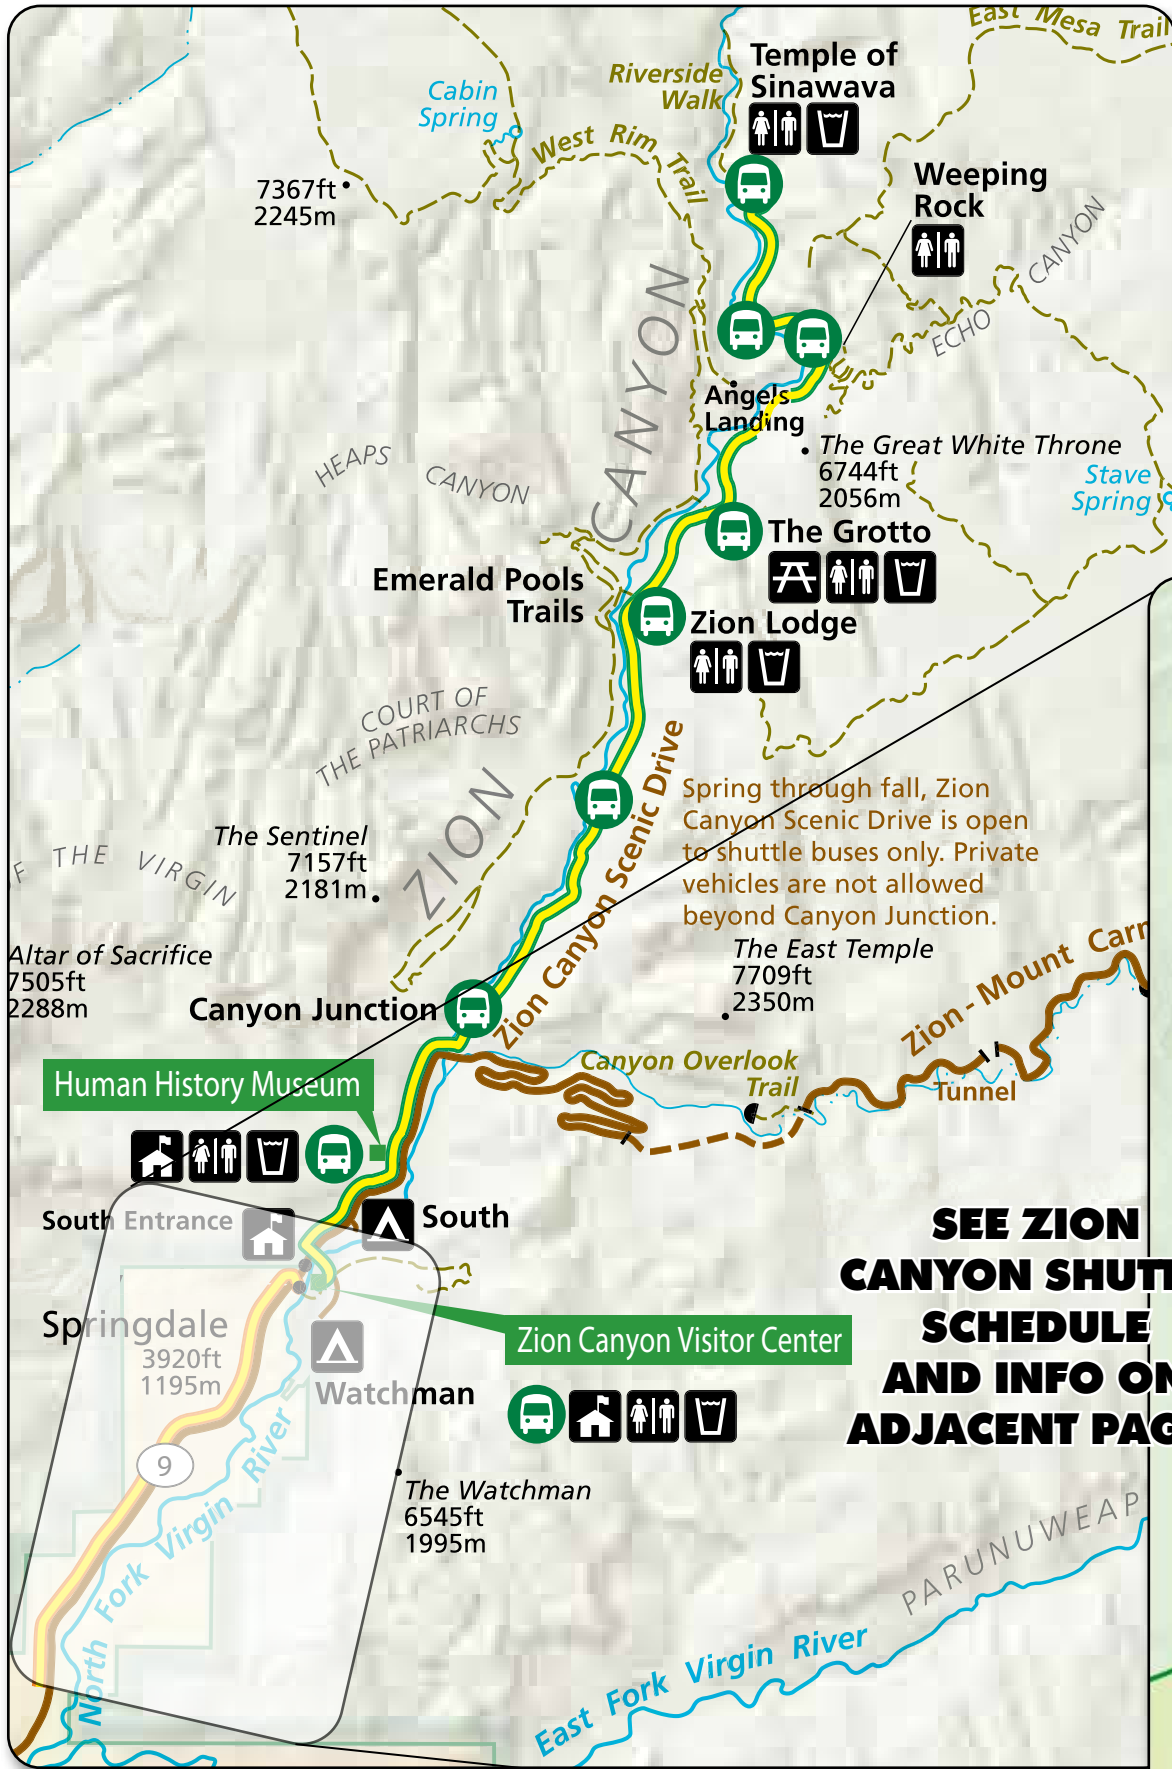 East Mesa Trail
Temple of
Sinawava
Riverside
Walk
Cabin
Spring
West Rim Trail
Weeping
Rock
7367ft
2245m
CANYON
ECHO
CANYON
Angels
Landing
The Great White Throne
6744ft
2056m
HEAPS CANYON
Stave
Spring
The Grotto
Emerald Pools
Trails
Zion Lodge
COURT OF
THE PATRIARCHS
Zion Canyon Scenic Drive
ZION
Spring through fall, Zion
Canyon Scenic Drive is open
to shuttle buses only. Private
vehicles are not allowed
beyond Canyon Junction.
The Sentinel
7157ft
2181m
F THE VIRGIN
Altar of Sacrifice
7505ft
2288m
The East Temple
7709ft
2350m
Zion - Mount Carm
Canyon Junction
Canyon Overlook
Trail
Tunnel
Human History Museum
South Entrance
South
SEE ZION
CANYON SHUTT
SCHEDULE
AND INFO ON
ADJACENT PAG
Springdale
3920ft
1195m
Zion Canyon Visitor Center
Watchman
9
The Watchman
6545ft
1995m
North Fork Virgin River
PARUNUWEAP
East Fork Virgin River